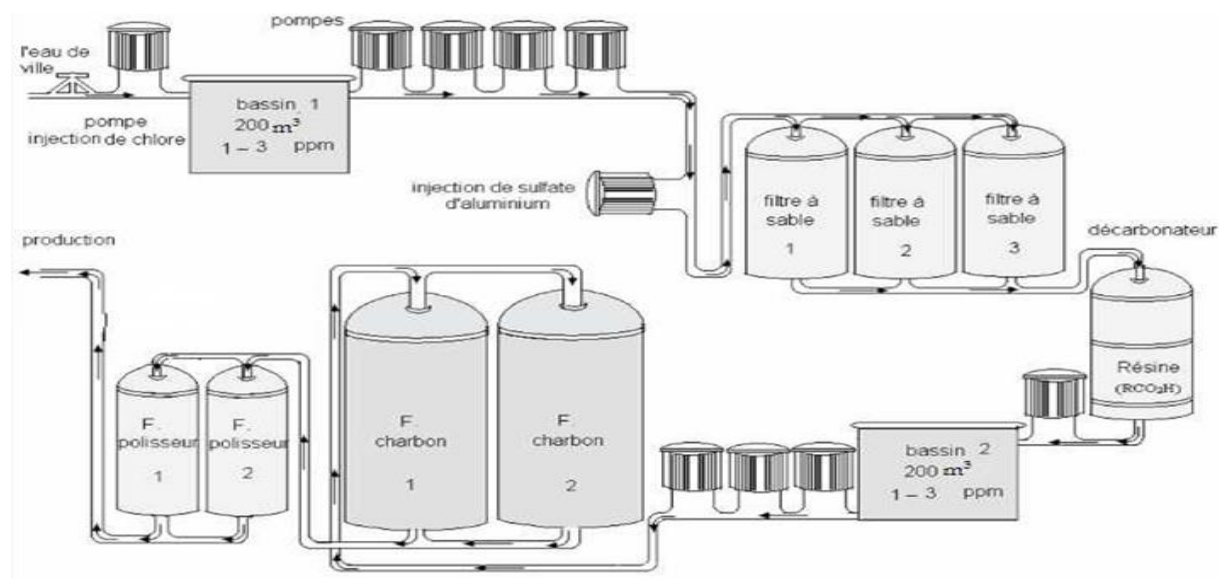 pompes
l'eau de
ville
pompe
injection de chlore
bassin 1
200 m³
1 – 3 ppm
injection de sulfate
d'aluminium
filtre à
sable
1
filtre à
sable
2
filtre à
sable
3
décarbonateur
Résine
(RCO₂H)
bassin 2
200 m³
1 – 3 ppm
F.
charbon
1
F.
charbon
2
F.
polisseur
1
F.
polisseur
2
production